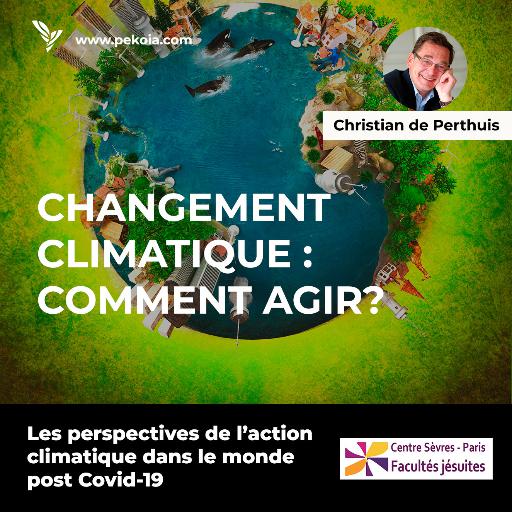 www.pekoia.com
Christian de Perthuis
CHANGEMENT
CLIMATIQUE :
COMMENT AGIR?
Les perspectives de l'action
climatique dans le monde
post Covid-19
Centre Sèvres - Paris
Facultés jésuites